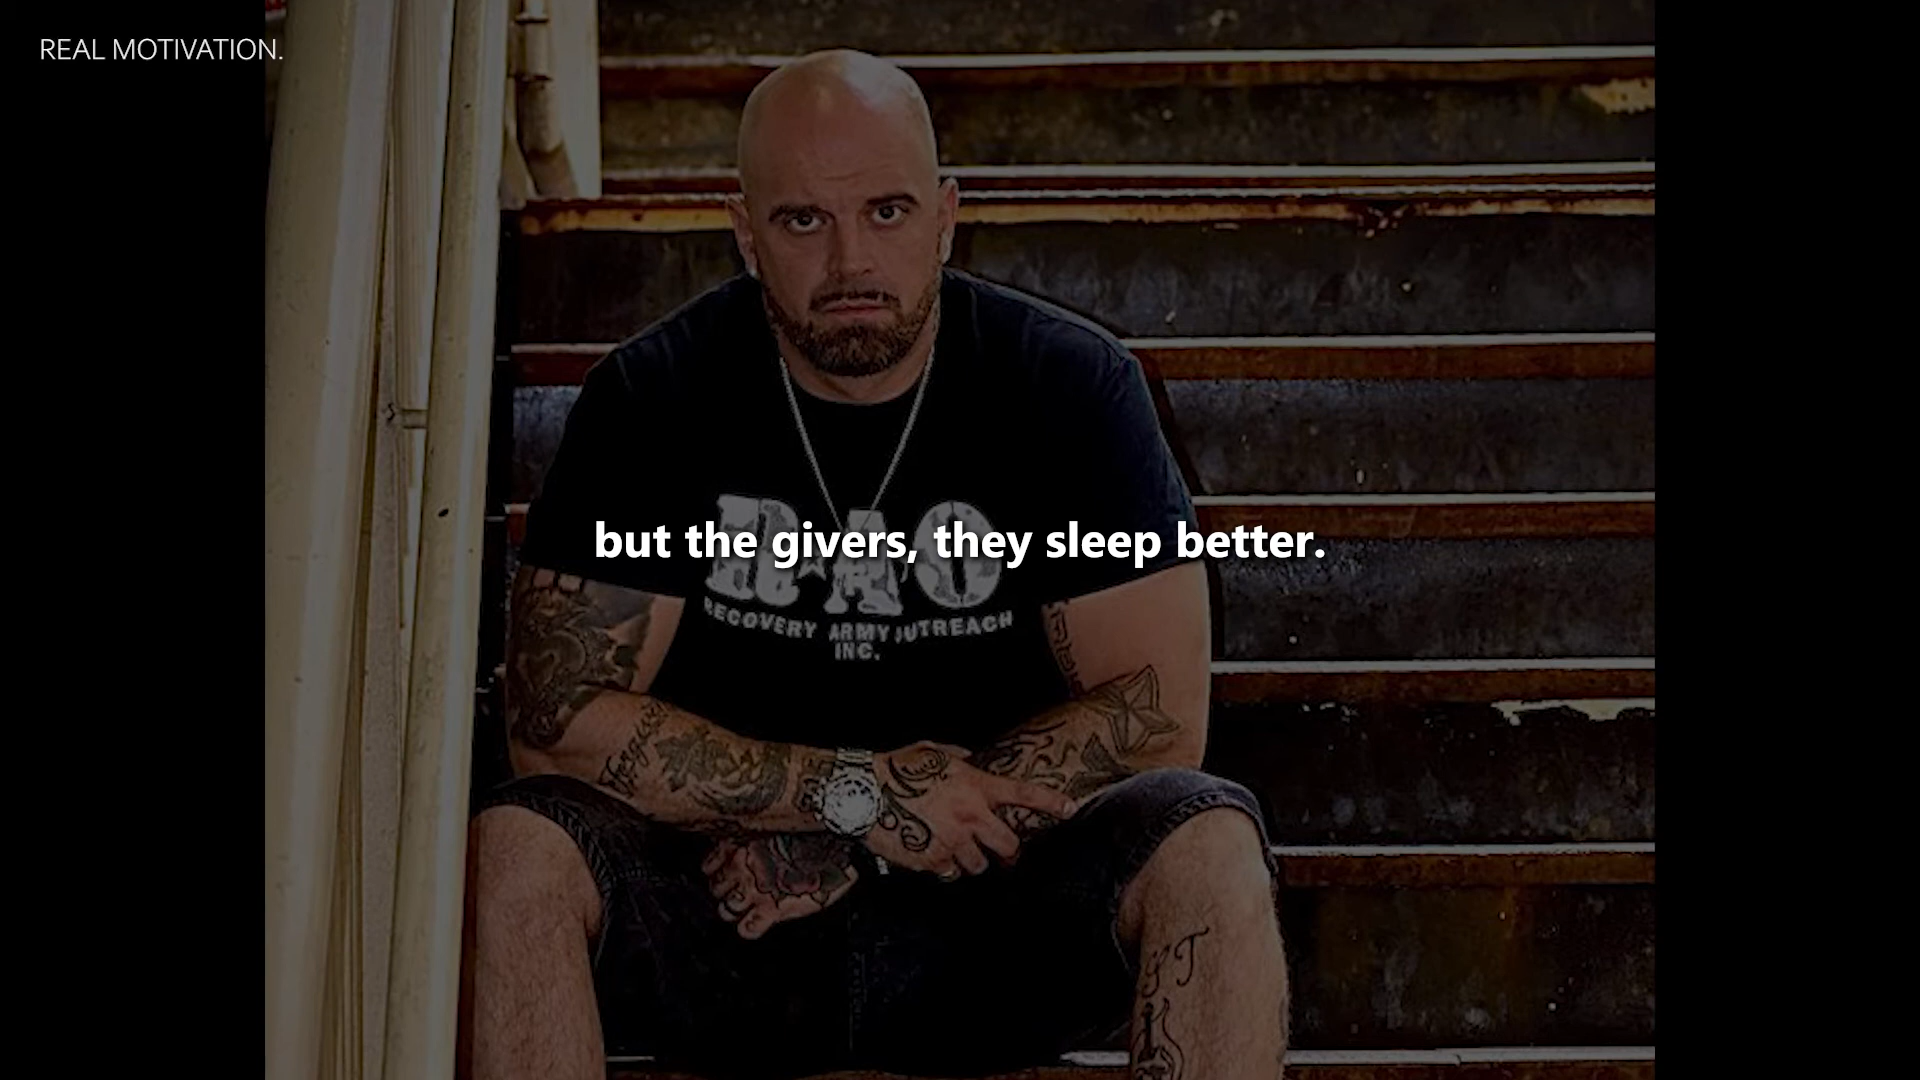 REAL MOTIVATION.
but the givers, they sleep better.
RAO
RECOVERY ARMY OUTREACH
INC.